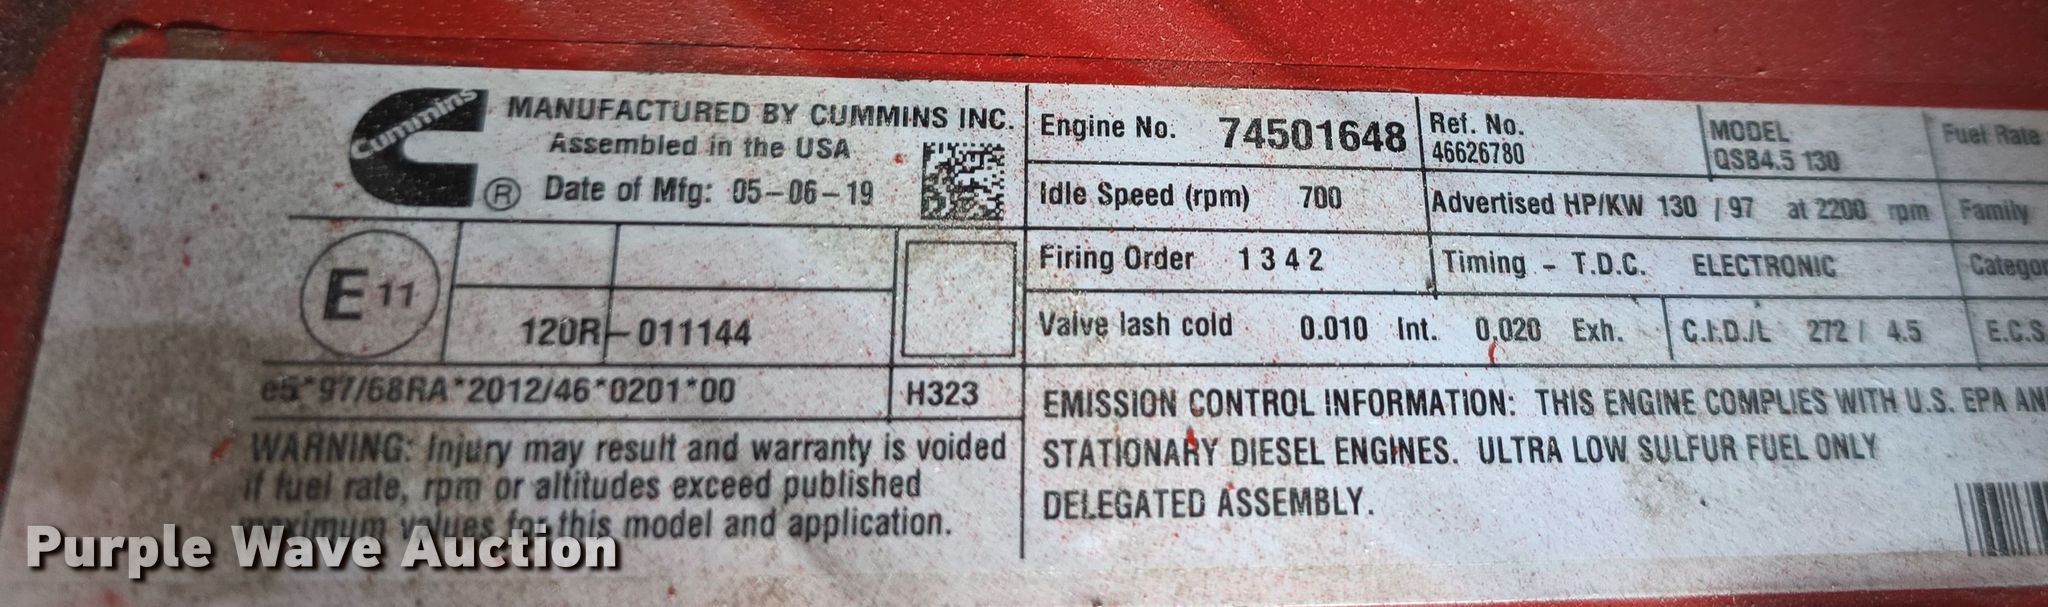 Cummins
®
MANUFACTURED BY CUMMINS INC.
Assembled in the USA
Date of Mfg: 05-06-19
E 11
120R-011144
e5*97/68RA*2012/46*0201*00
H323
WARNING: Injury may result and warranty is voided
if fuel rate, rpm or altitudes exceed published
maximum values for this model and application.
Engine No. 74501648
Ref. No.
46626780
MODEL
QSB4.5 130
Fuel Rate
Idle Speed (rpm) 700
Advertised HP/KW 130 / 97 at 2200 rpm
Family
Firing Order 1 3 4 2
Timing - T.D.C. ELECTRONIC
Categor
Valve lash cold 0.010 Int. 0.020 Exh.
C.I.D./L 272 / 4.5
E.C.S.
EMISSION CONTROL INFORMATION: THIS ENGINE COMPLIES WITH U.S. EPA AN
STATIONARY DIESEL ENGINES. ULTRA LOW SULFUR FUEL ONLY
DELEGATED ASSEMBLY.
Purple Wave Auction